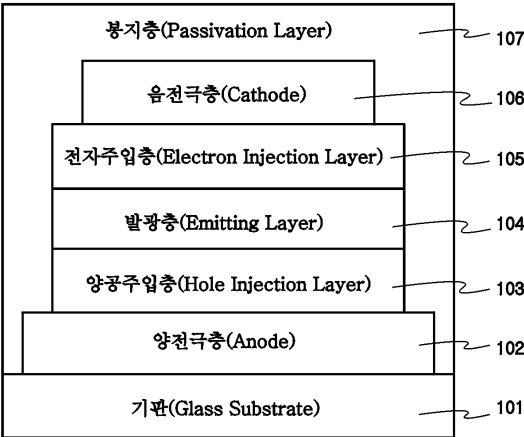 봉지층(Passivation Layer) 107
음전극층(Cathode) 106
전자주입층(Electron Injection Layer) 105
발광층(Emitting Layer) 104
양공주입층(Hole Injection Layer) 103
양전극층(Anode) 102
기판(Glass Substrate) 101